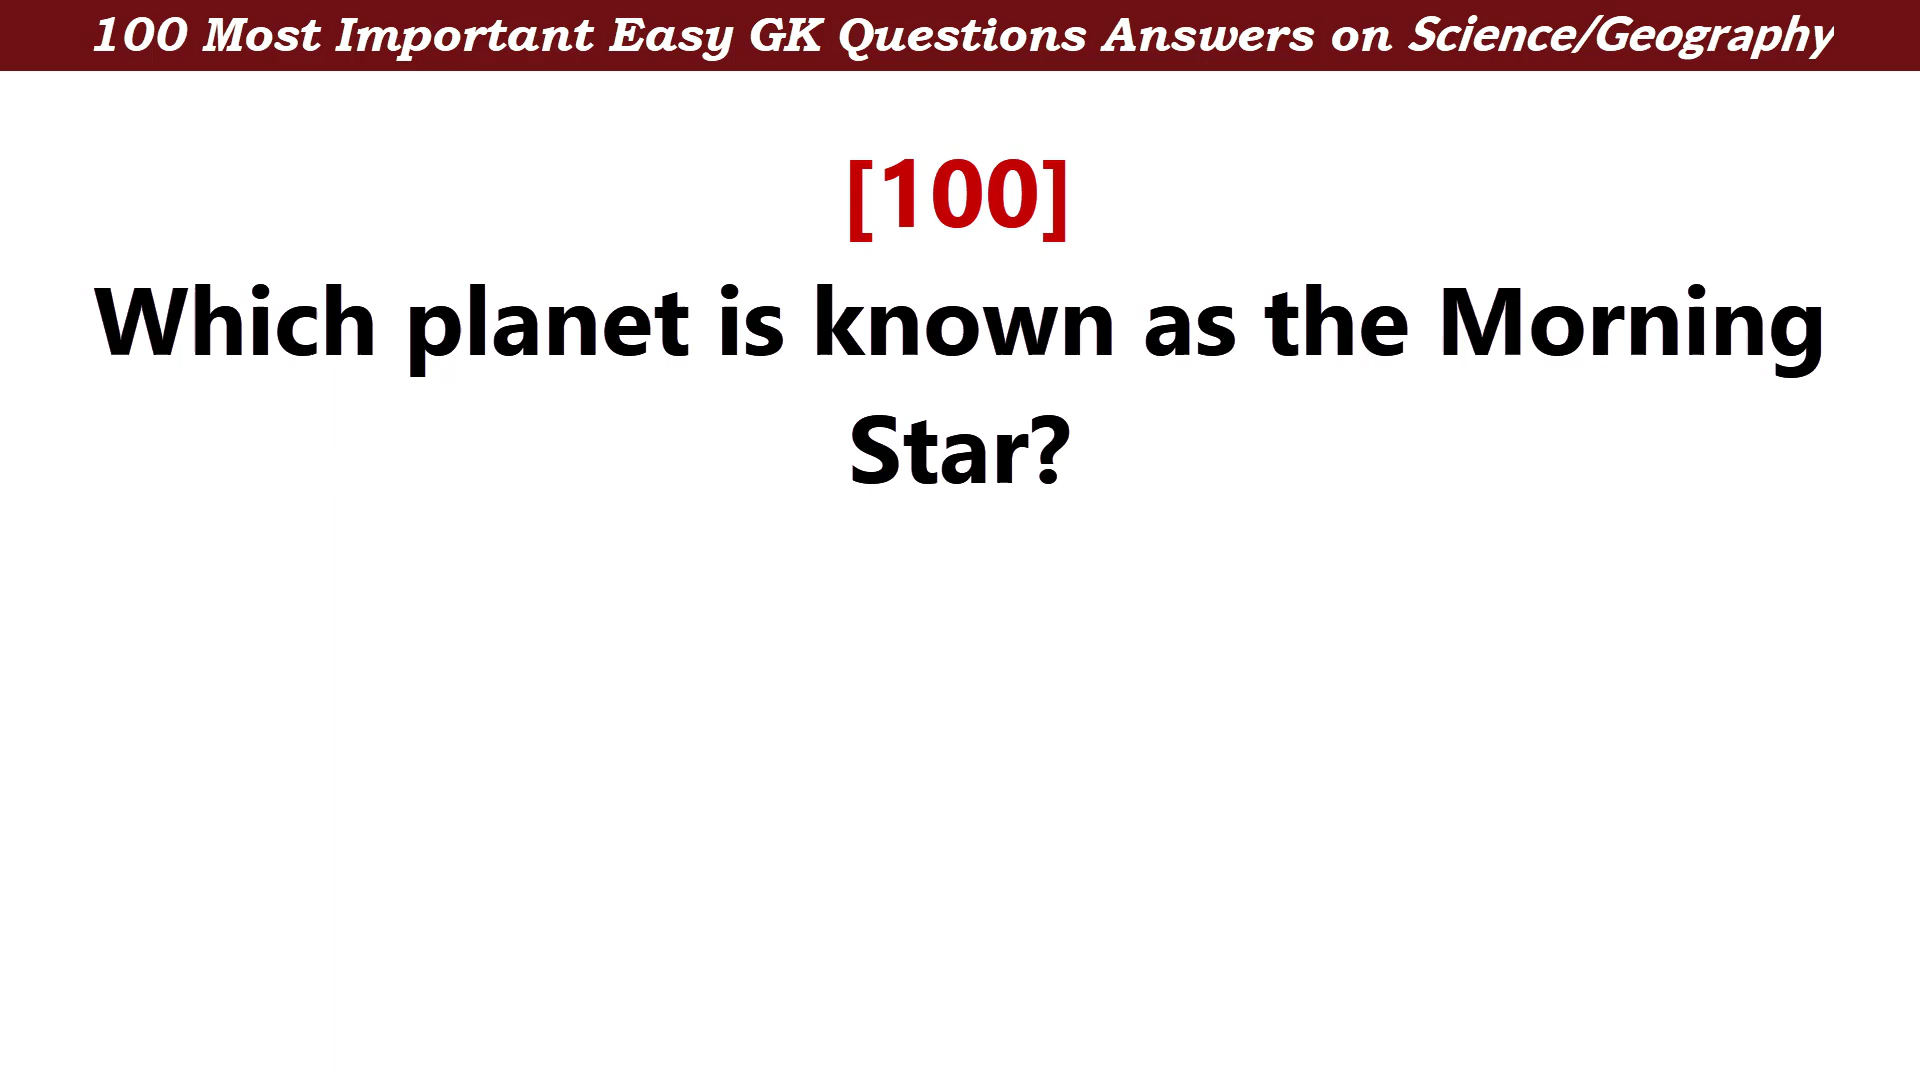 100 Most Important Easy GK Questions Answers on Science/Geography
[100]
Which planet is known as the Morning
Star?